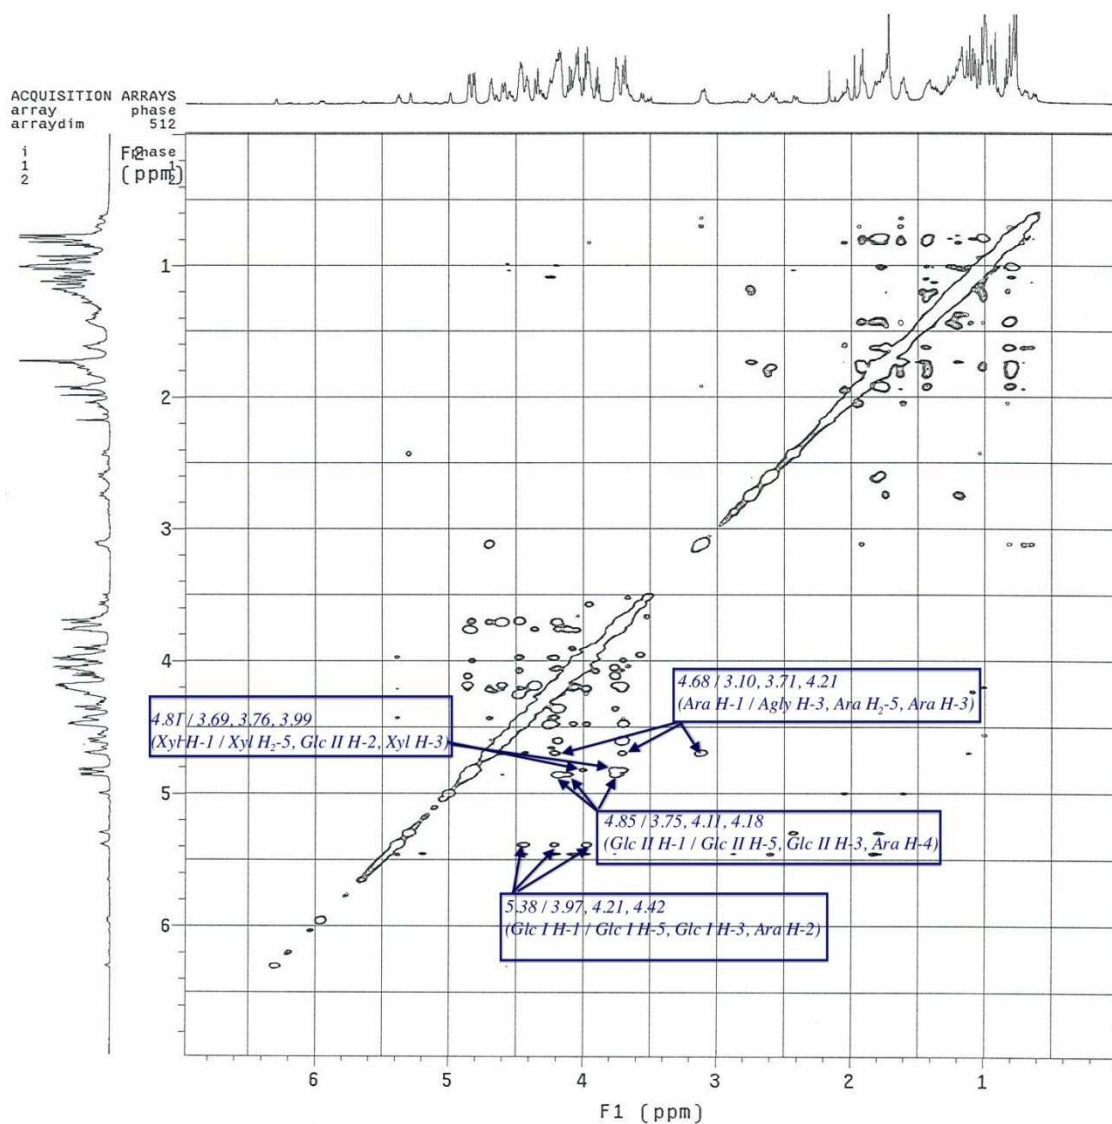 ACQUISITION ARRAYS
array phase
arraydim 512
i phase
1 1
2 2
F2
(ppm)
1
2
3
4
5
6
4.68 / 3.10, 3.71, 4.21
(Ara H-1 / Agly H-3, Ara H₂-5, Ara H-3)
4.81 / 3.69, 3.76, 3.99
(Xyl H-1 / Xyl H₂-5, Glc II H-2, Xyl H-3)
4.85 / 3.75, 4.11, 4.18
(Glc II H-1 / Glc II H-5, Glc II H-3, Ara H-4)
5.38 / 3.97, 4.21, 4.42
(Glc I H-1 / Glc I H-5, Glc I H-3, Ara H-2)
6 5 4 3 2 1
F1 (ppm)